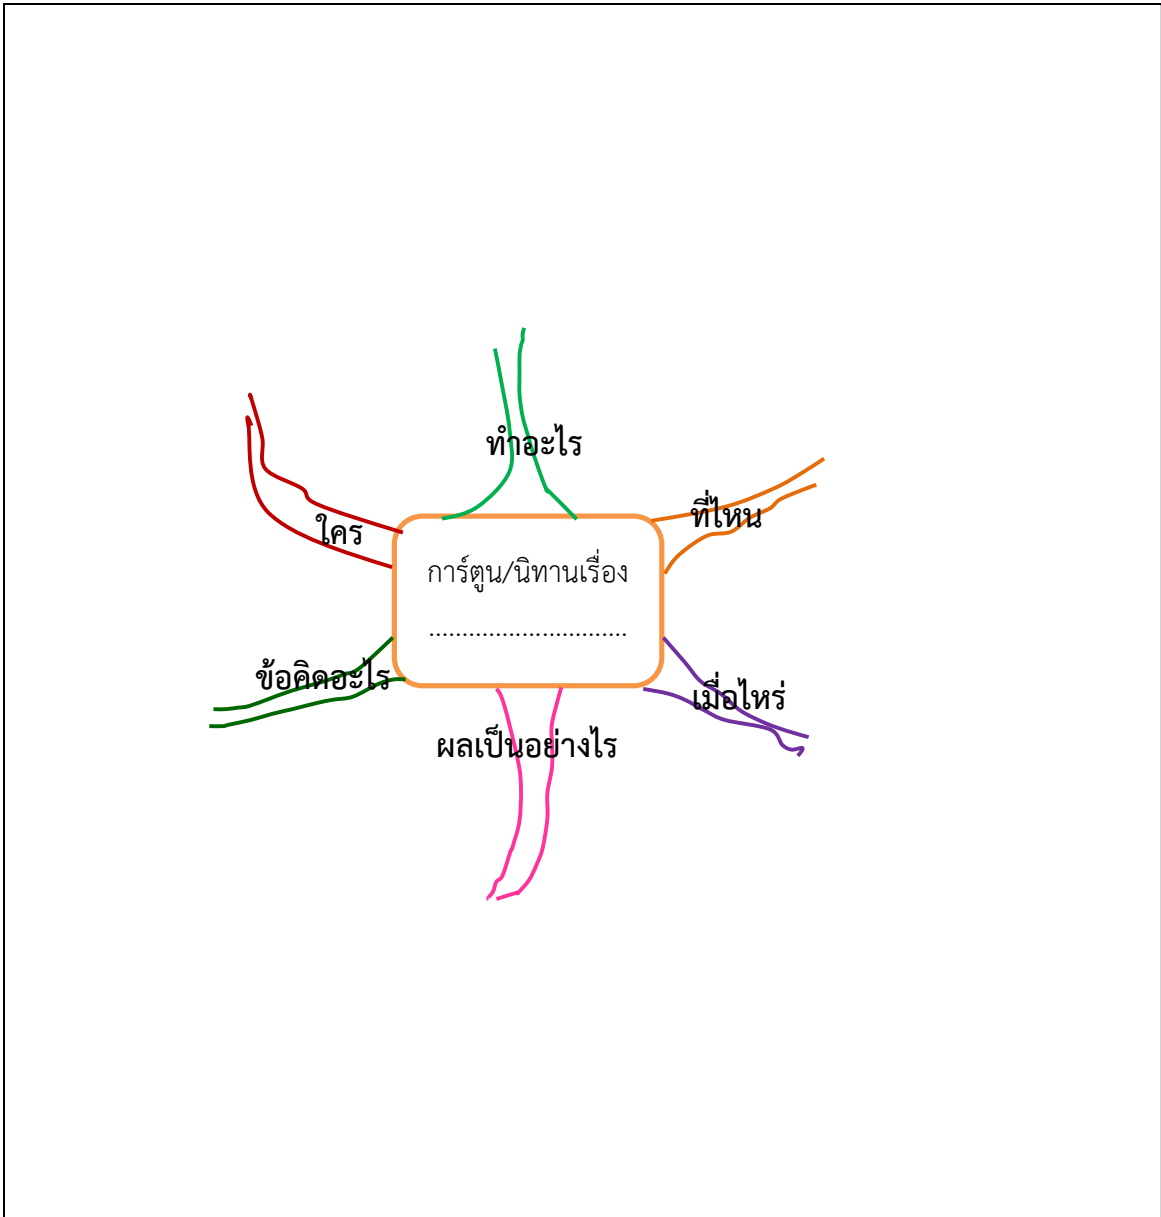 ทำอะไร
ที่ไหน
ใคร
การ์ตูน/นิทานเรื่อง
..............................
ข้อคิดอะไร
เมื่อไหร่
ผลเป็นอย่างไร